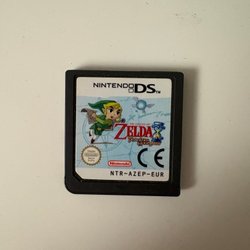 NINTENDO DS
ZELDA
Nintendo
CE
NTR-AZEP-EUR